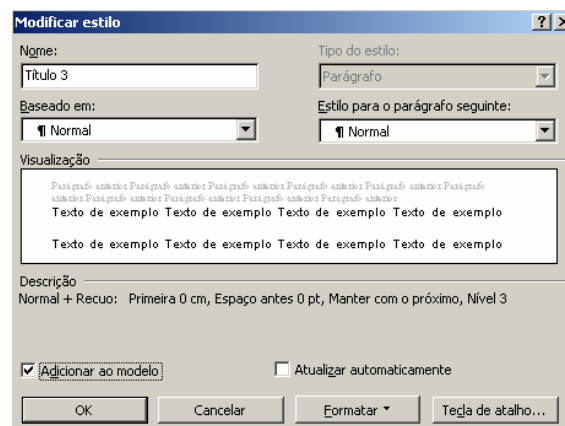 Modificar estilo
Nome: Tipo do estilo:
Título 3 Parágrafo
Baseado em: Estilo para o parágrafo seguinte:
¶ Normal ¶ Normal
Visualização
Parágrafo anterior Parágrafo anterior Parágrafo anterior Parágrafo anterior Parágrafo anterior Parágrafo
anterior Parágrafo anterior Parágrafo anterior Parágrafo anterior Parágrafo anterior
Texto de exemplo Texto de exemplo Texto de exemplo Texto de exemplo
Texto de exemplo Texto de exemplo Texto de exemplo Texto de exemplo
Descrição
Normal + Recuo: Primeira 0 cm, Espaço antes 0 pt, Manter com o próximo, Nível 3
Adicionar ao modelo Atualizar automaticamente
OK Cancelar Formatar Tecla de atalho...